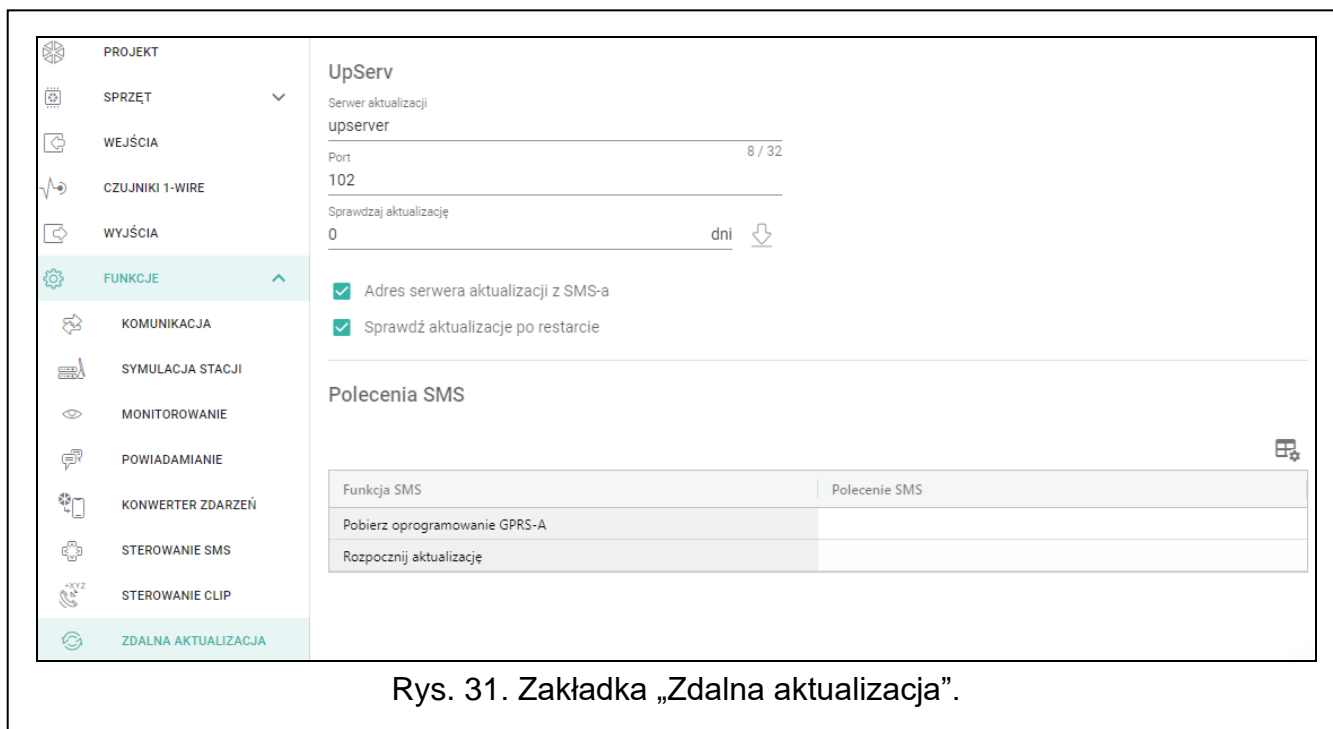 PROJEKT
SPRZĘT
WEJŚCIA
CZUJNIKI 1-WIRE
WYJŚCIA
FUNKCJE
KOMUNIKACJA
SYMULACJA STACJI
MONITOROWANIE
POWIADAMIANIE
KONWERTER ZDARZEŃ
STEROWANIE SMS
+XYZ
STEROWANIE CLIP
ZDALNA AKTUALIZACJA
UpServ
Serwer aktualizacji
upserver
8 / 32
Port
102
Sprawdzaj aktualizację
0 dni
Adres serwera aktualizacji z SMS-a
Sprawdź aktualizacje po restarcie
Polecenia SMS
Funkcja SMS Polecenie SMS
Pobierz oprogramowanie GPRS-A
Rozpocznij aktualizację
Rys. 31. Zakładka „Zdalna aktualizacja”.